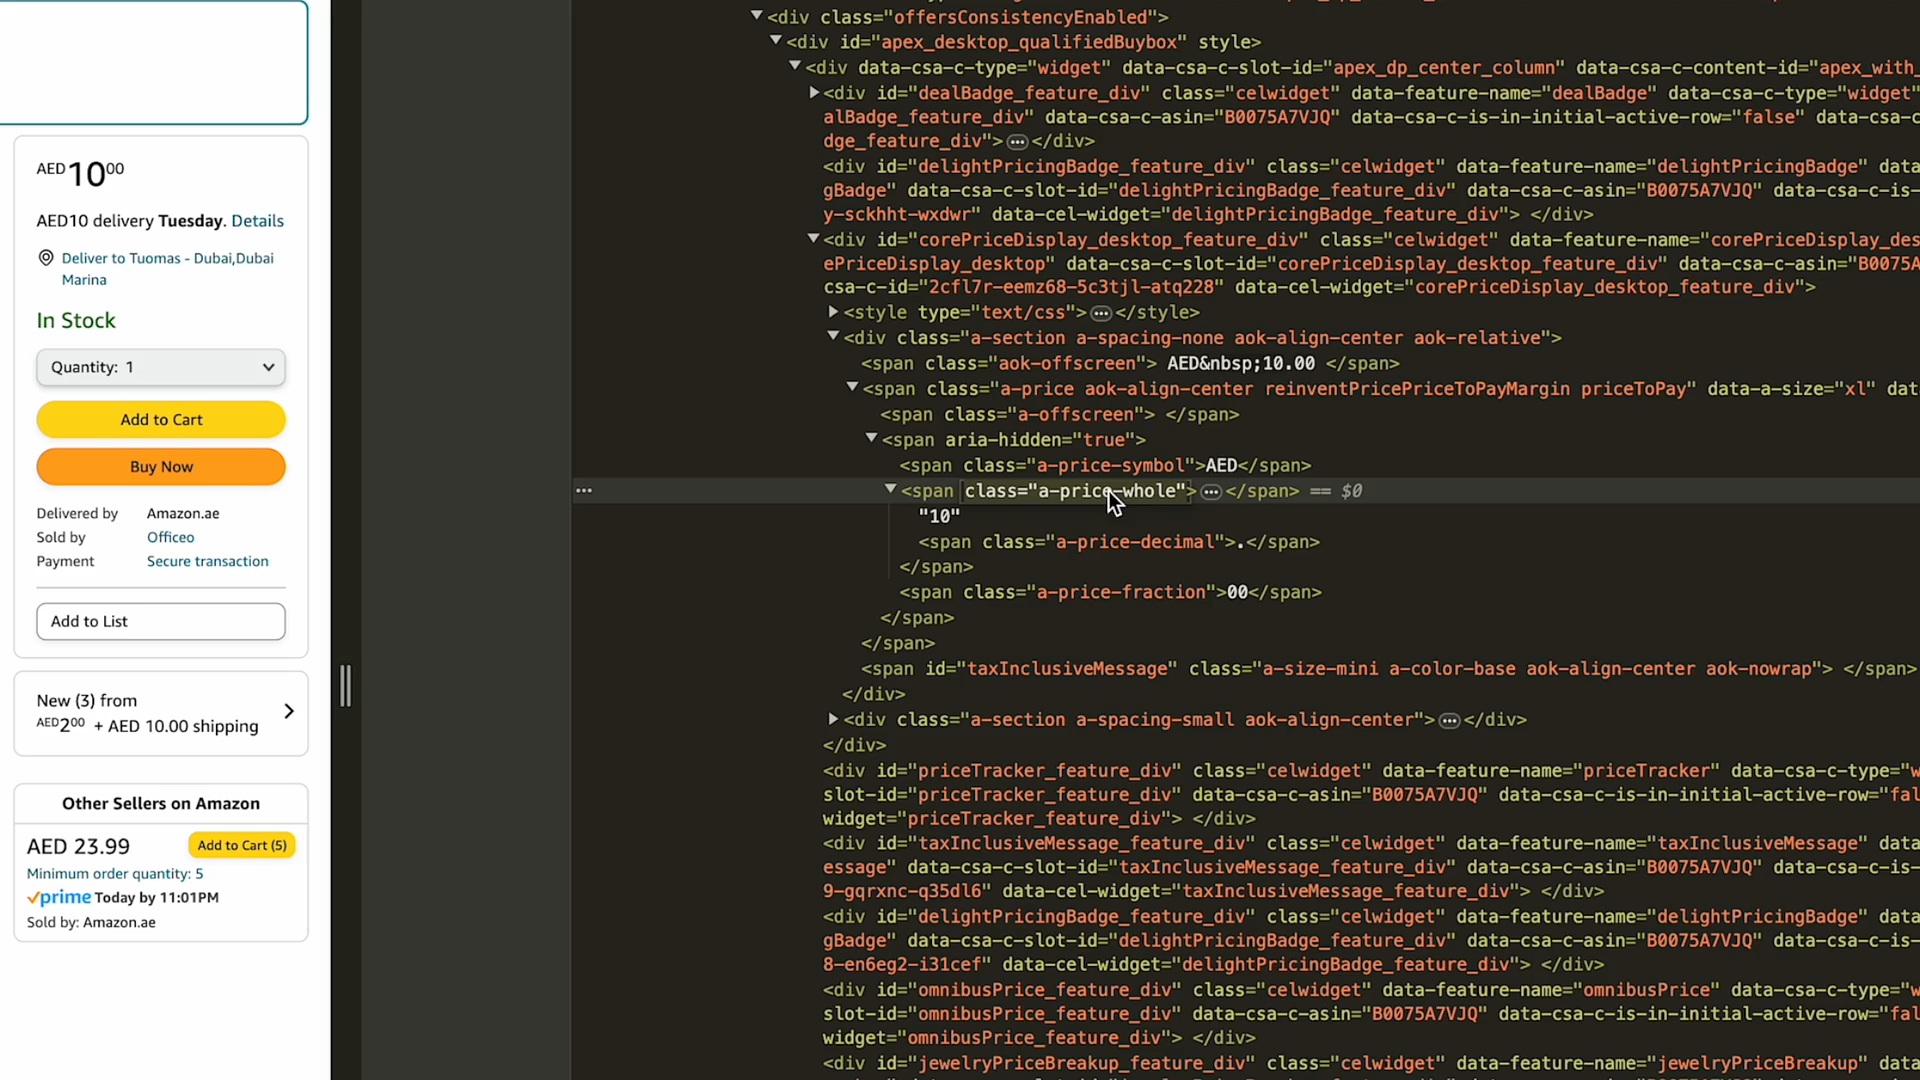 AED1000
AED10 delivery Tuesday. Details
Deliver to Tuomas - Dubai,Dubai
Marina
In Stock
Quantity: 1
Add to Cart
Buy Now
Delivered by Amazon.ae
Sold by Officeo
Payment Secure transaction
Add to List
New (3) from
AED200 + AED 10.00 shipping
Other Sellers on Amazon
AED 23.99 Add to Cart (5)
Minimum order quantity: 5
prime Today by 11:01PM
Sold by: Amazon.ae
<div class="offersConsistencyEnabled">
<div id="apex_desktop_qualifiedBuybox" style>
<div data-csa-c-type="widget" data-csa-c-slot-id="apex_dp_center_column" data-csa-c-content-id="apex_with_
<div id="dealBadge_feature_div" class="celwidget" data-feature-name="dealBadge" data-csa-c-type="widget"
alBadge_feature_div" data-csa-c-asin="B0075A7VJQ" data-csa-c-is-in-initial-active-row="false" data-csa-c
dge_feature_div">…</div>
<div id="delightPricingBadge_feature_div" class="celwidget" data-feature-name="delightPricingBadge" data
gBadge" data-csa-c-slot-id="delightPricingBadge_feature_div" data-csa-c-asin="B0075A7VJQ" data-csa-c-is-
y-sckhht-wxdwr" data-cel-widget="delightPricingBadge_feature_div"> </div>
<div id="corePriceDisplay_desktop_feature_div" class="celwidget" data-feature-name="corePriceDisplay_des
ePriceDisplay_desktop" data-csa-c-slot-id="corePriceDisplay_desktop_feature_div" data-csa-c-asin="B0075A
csa-c-id="2cfl7r-eemz68-5c3tjl-atq228" data-cel-widget="corePriceDisplay_desktop_feature_div">
<style type="text/css">…</style>
<div class="a-section a-spacing-none aok-align-center aok-relative">
<span class="aok-offscreen"> AED&nbsp;10.00 </span>
<span class="a-price aok-align-center reinventPricePriceToPayMargin priceToPay" data-a-size="xl" dat
<span class="a-offscreen"> </span>
<span aria-hidden="true">
<span class="a-price-symbol">AED</span>
… <span class="a-price-whole">…</span> == $0
"10"
<span class="a-price-decimal">.</span>
</span>
<span class="a-price-fraction">00</span>
</span>
</span>
<span id="taxInclusiveMessage" class="a-size-mini a-color-base aok-align-center aok-nowrap"> </span>
</div>
<div class="a-section a-spacing-small aok-align-center">…</div>
</div>
<div id="priceTracker_feature_div" class="celwidget" data-feature-name="priceTracker" data-csa-c-type="w
slot-id="priceTracker_feature_div" data-csa-c-asin="B0075A7VJQ" data-csa-c-is-in-initial-active-row="fal
widget="priceTracker_feature_div"> </div>
<div id="taxInclusiveMessage_feature_div" class="celwidget" data-feature-name="taxInclusiveMessage" data
essage" data-csa-c-slot-id="taxInclusiveMessage_feature_div" data-csa-c-asin="B0075A7VJQ" data-csa-c-is-
9-gqrxnc-q35dl6" data-cel-widget="taxInclusiveMessage_feature_div"> </div>
<div id="delightPricingBadge_feature_div" class="celwidget" data-feature-name="delightPricingBadge" data
gBadge" data-csa-c-slot-id="delightPricingBadge_feature_div" data-csa-c-asin="B0075A7VJQ" data-csa-c-is-
8-en6eg2-i31cef" data-cel-widget="delightPricingBadge_feature_div"> </div>
<div id="omnibusPrice_feature_div" class="celwidget" data-feature-name="omnibusPrice" data-csa-c-type="w
slot-id="omnibusPrice_feature_div" data-csa-c-asin="B0075A7VJQ" data-csa-c-is-in-initial-active-row="fal
widget="omnibusPrice_feature_div"> </div>
<div id="jewelryPriceBreakup_feature_div" class="celwidget" data-feature-name="jewelryPriceBreakup" data